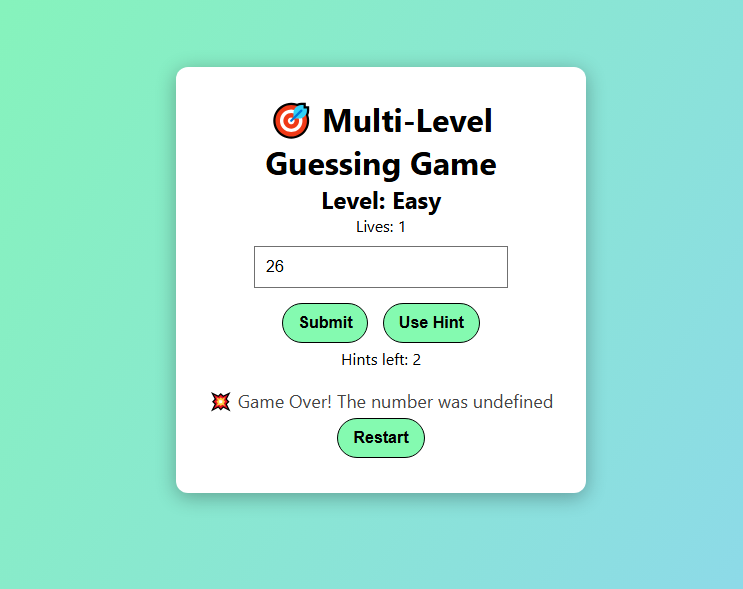 🎯 Multi-Level
Guessing Game
Level: Easy
Lives: 1
26
Submit Use Hint
Hints left: 2
💥 Game Over! The number was undefined
Restart